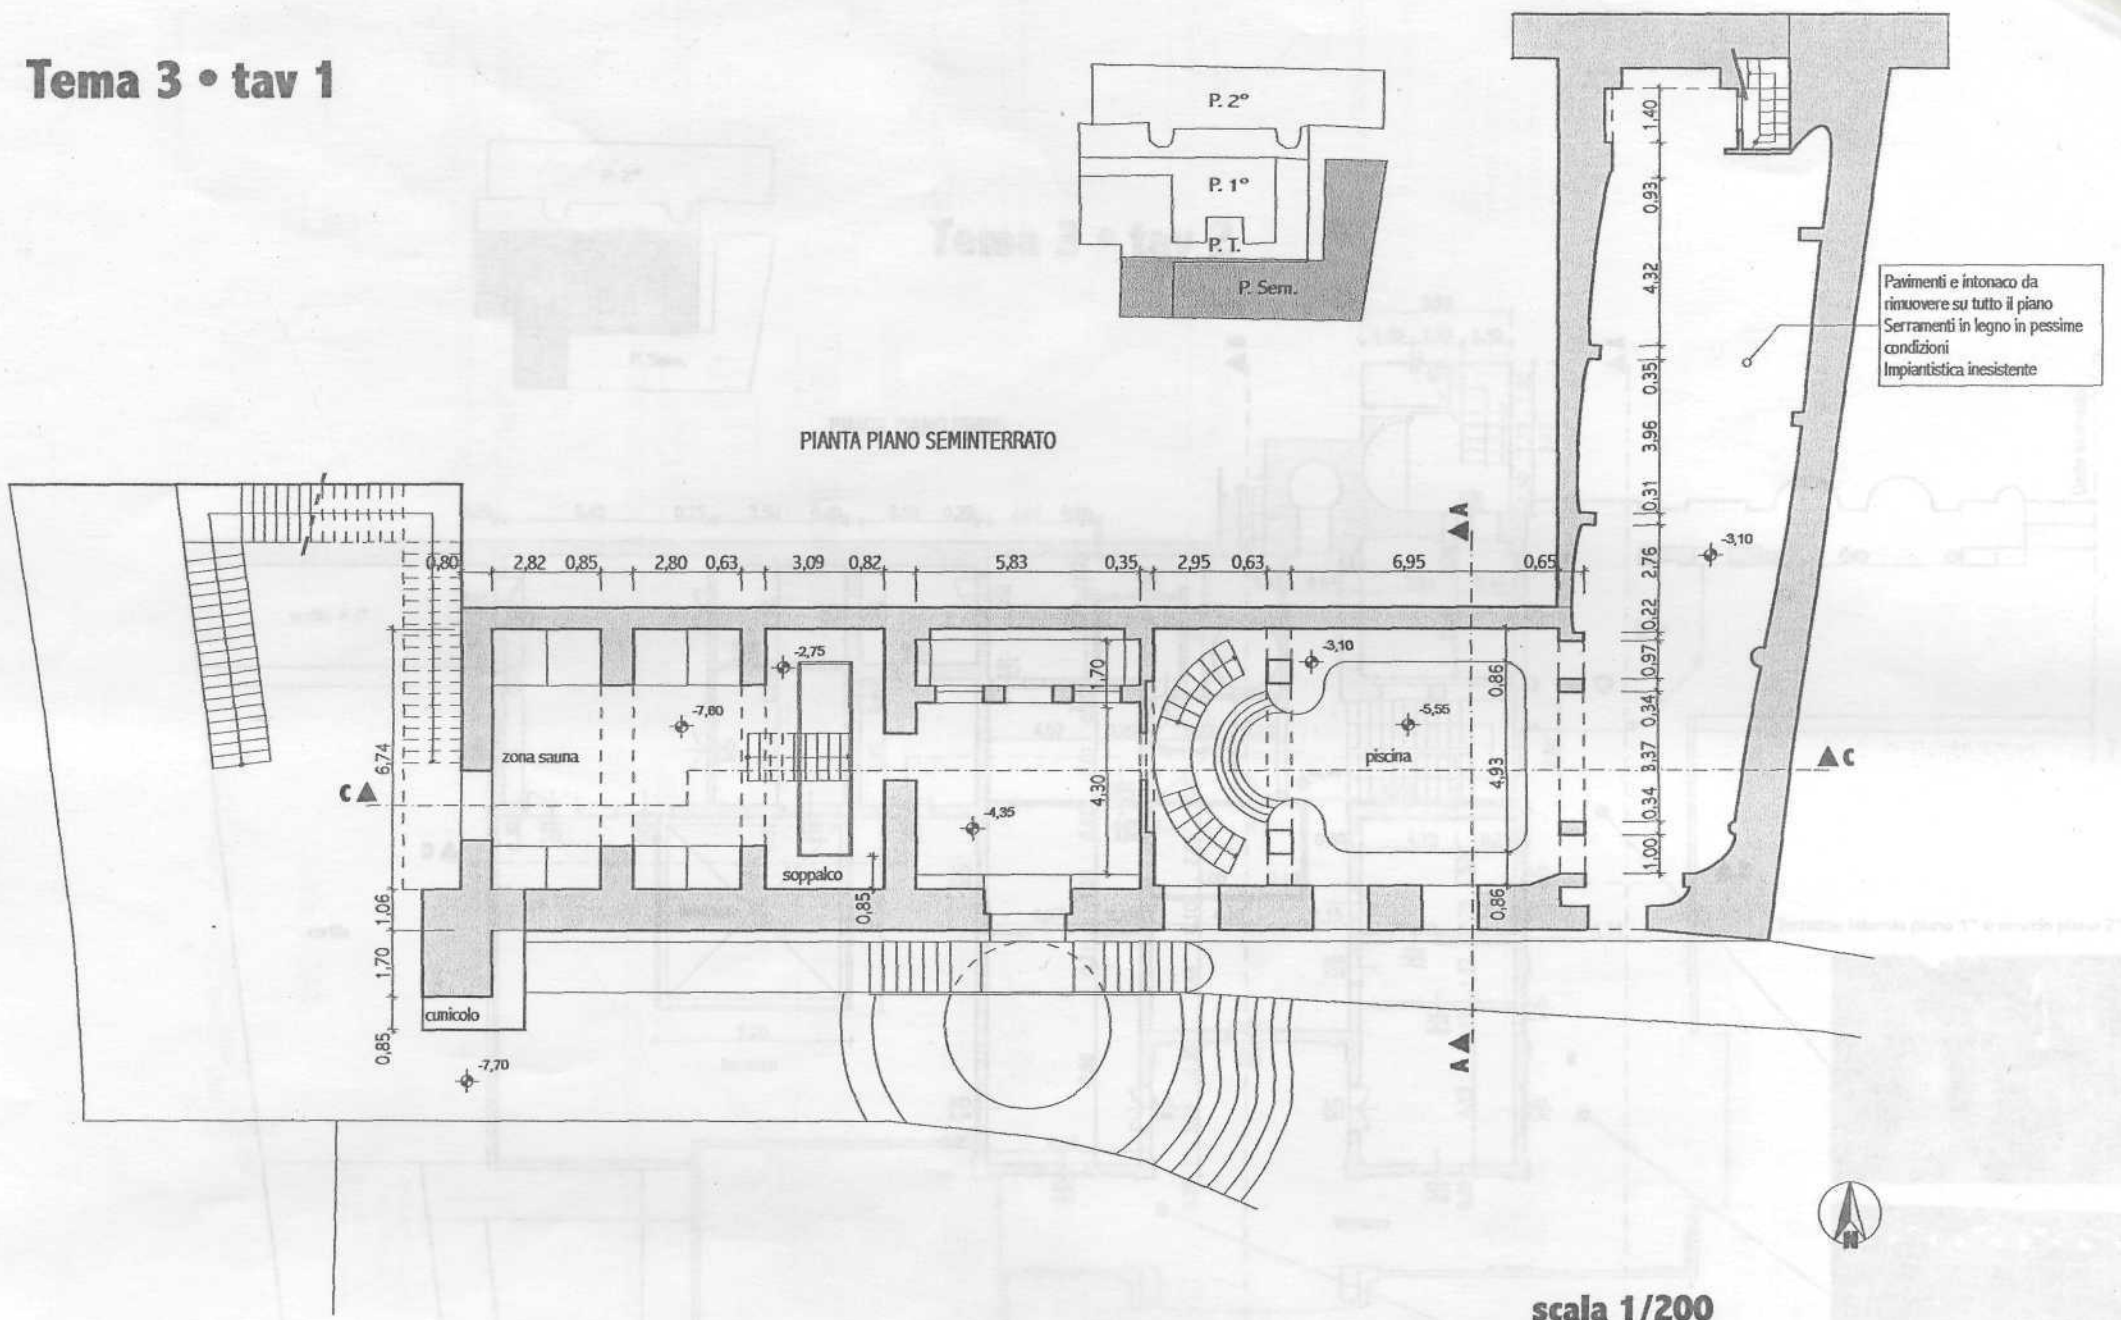 Tema 3 • tav 1
P. 2°
P. 1°
P. T.
P. Sem.
Pavimenti e intonaco da
rimuovere su tutto il piano
Serramenti in legno in pessime
condizioni
Impiantistica inesistente
PIANTA PIANO SEMINTERRATO
1,40
0,93
4,32
0,35
3,96
0,31
2,76
0,22
0,97
0,34
3,37
0,34
1,00
-3,10
A
0,80 2,82 0,85 2,80 0,63 3,09 0,82 5,83 0,35 2,95 0,63 6,95 0,65
-2,75
-3,10
1,70
0,86
-7,60
-5,55
zona sauna
piscina
6,74
4,30
4,93
C
C
-4,35
soppalco
0,85
0,86
1,06
1,70
cunicolo
0,85
-7,70
A
N
scala 1/200